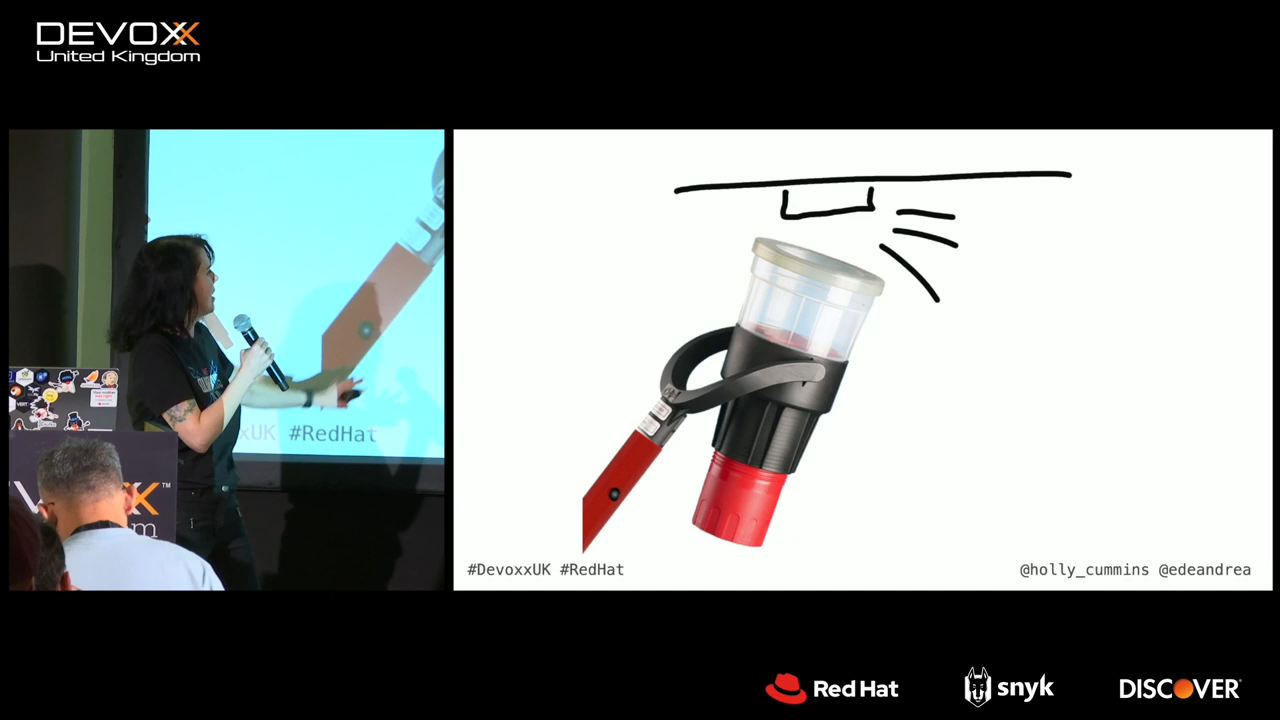 DEVOXX
United Kingdom
xUK #RedHat
#DevoxxUK #RedHat
@holly_cummins @edeandrea
Red Hat
snyk
DISCOVER